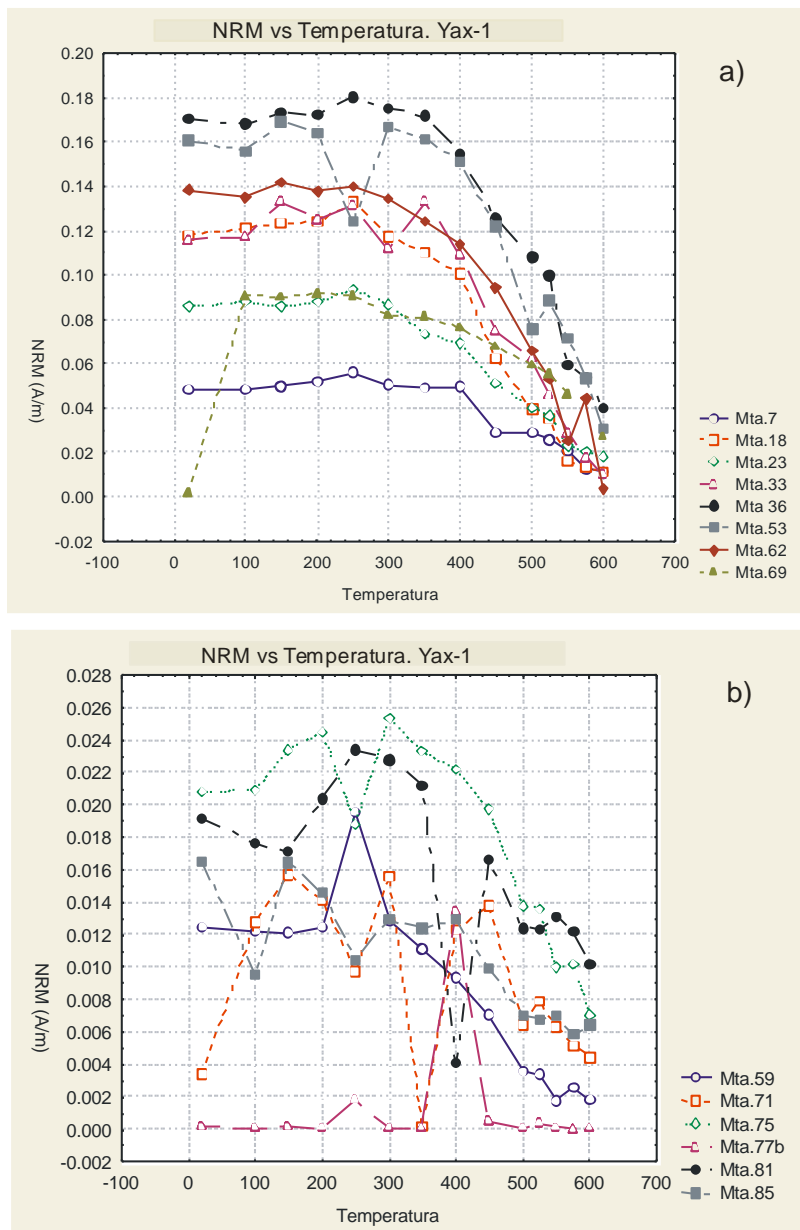 NRM vs Temperatura. Yax-1
a)
0.20
0.18
0.16
0.14
0.12
0.10
0.08
0.06
0.04
0.02
0.00
-0.02
NRM (A/m)
-100 0 100 200 300 400 500 600 700
Temperatura
Mta.7
Mta.18
Mta.23
Mta.33
Mta 36
Mta.53
Mta.62
Mta.69
NRM vs Temperatura. Yax-1
b)
0.028
0.026
0.024
0.022
0.020
0.018
0.016
0.014
0.012
0.010
0.008
0.006
0.004
0.002
0.000
-0.002
NRM (A/m)
-100 0 100 200 300 400 500 600 700
Temperatura
Mta.59
Mta.71
Mta.75
Mta.77b
Mta.81
Mta.85